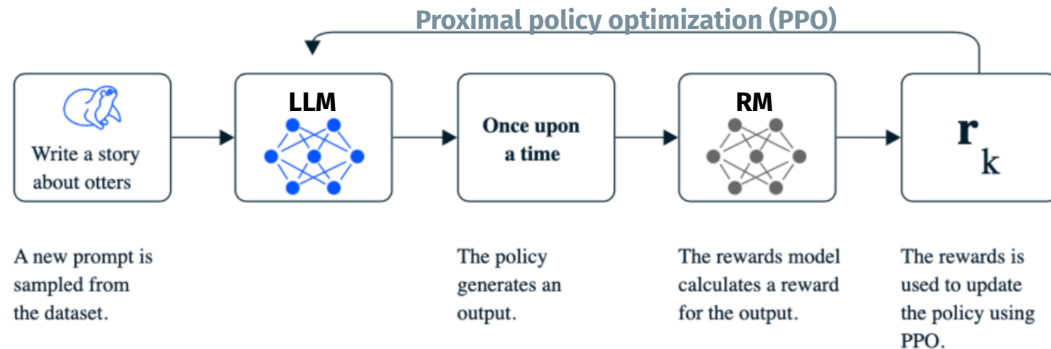 Proximal policy optimization (PPO)
Write a story
about otters
LLM
Once upon
a time
RM
r
k
A new prompt is
sampled from
the dataset.
The policy
generates an
output.
The rewards model
calculates a reward
for the output.
The rewards is
used to update
the policy using
PPO.